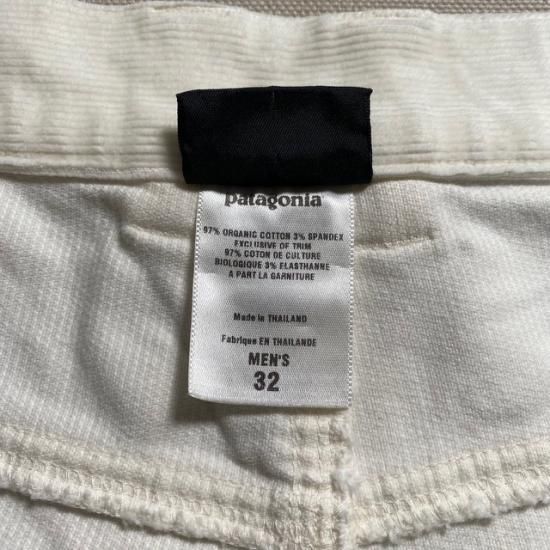 patagonia
97% ORGANIC COTTON 3% SPANDEX
EXCLUSIVE OF TRIM
97% COTON DE CULTURE
BIOLOGIQUE 3% ELASTHANNE
A PART LA GARNITURE
Made in THAILAND
Fabrique EN THAILANDE
MEN'S
32